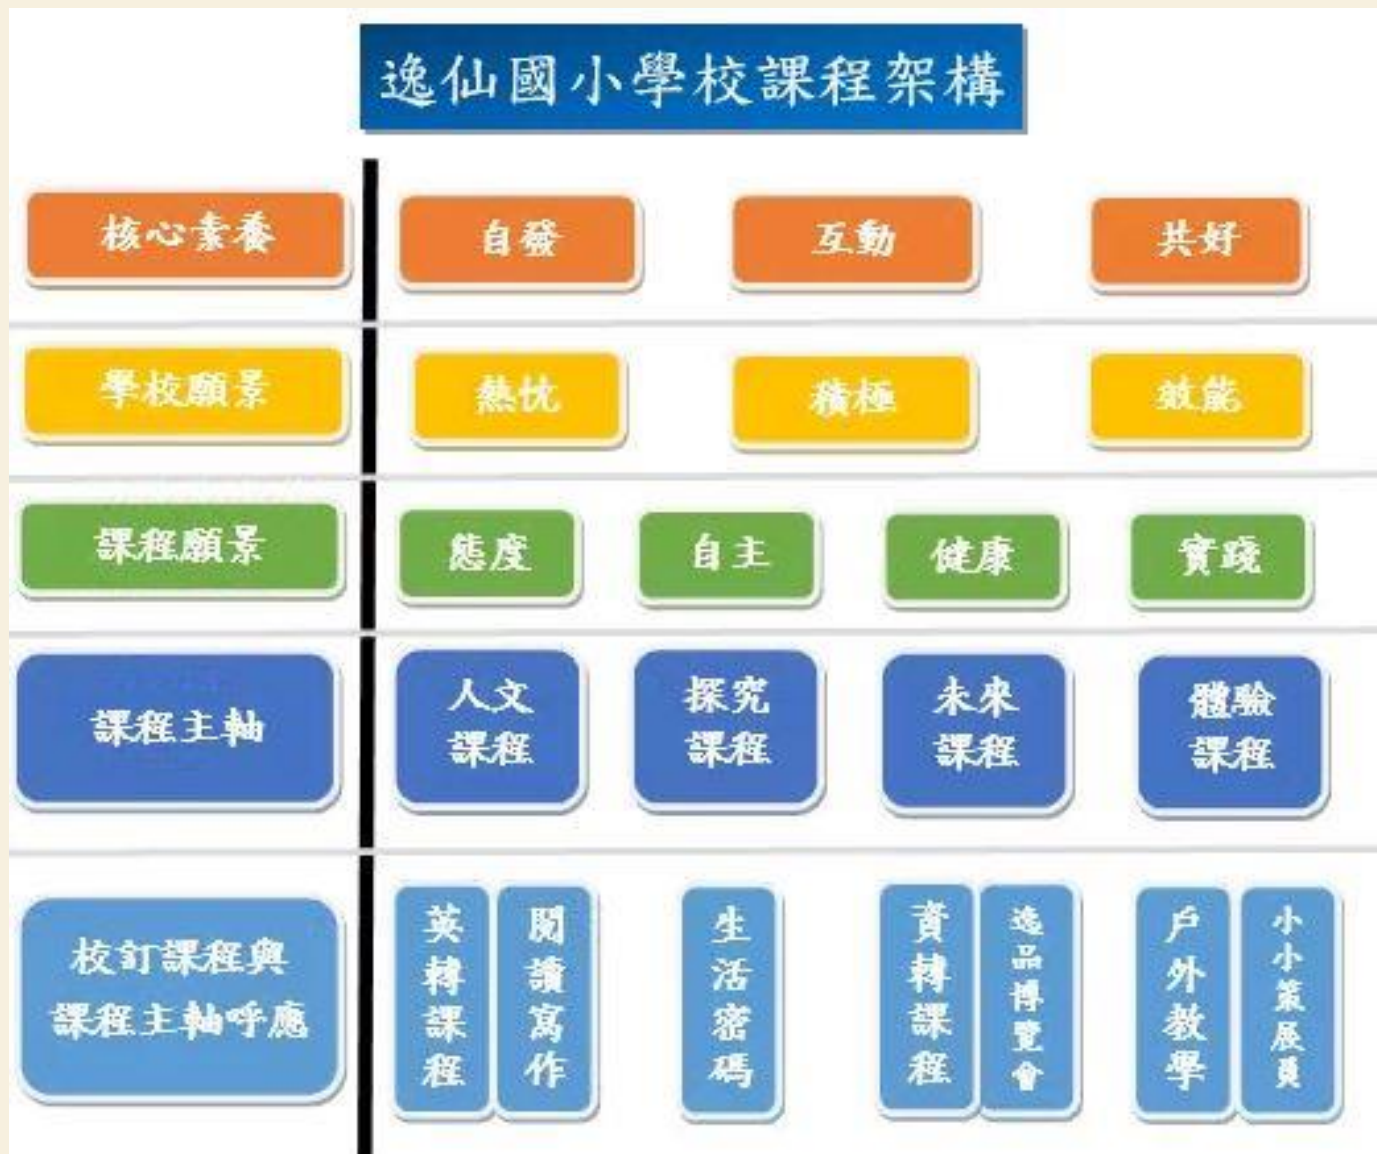 逸仙國小學校課程架構
核心素養
自發
互動
共好
學校願景
熱忱
積極
效能
課程願景
態度
自主
健康
實踐
課程主軸
人文
課程
探究
課程
未來
課程
體驗
課程
校訂課程與
課程主軸呼應
英轉課程
閱讀寫作
生活密碼
資轉課程
逸品博覽會
戶外教學
小小策展員